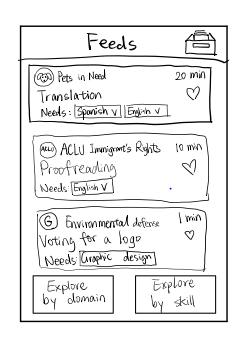 Feeds
Pets in Need 20 min
Translation
Needs: Spanish v English v
ACLU ACLU Immigrant's Rights 10 min
Proofreading
Needs: English v
G Environmental defense 1 min
Voting for a logo
Needs: Graphic design
Explore by domain
Explore by skill